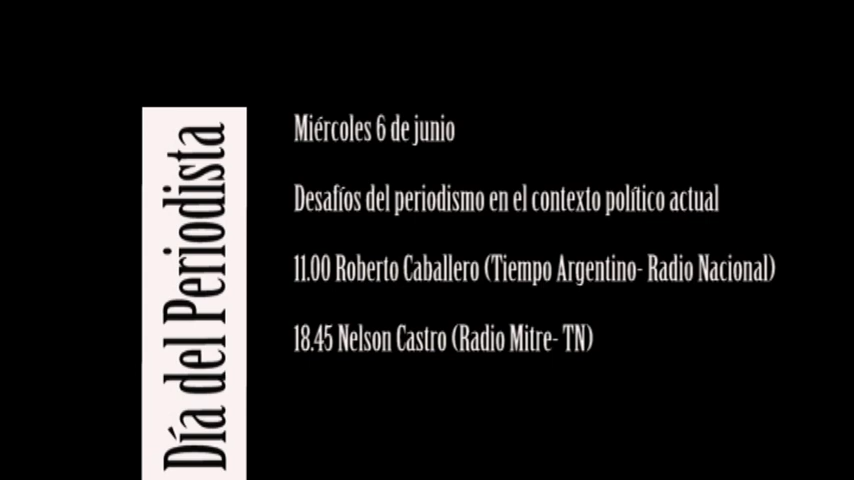 Día del Periodista
Miércoles 6 de junio
Desafíos del periodismo en el contexto político actual
11.00 Roberto Caballero (Tiempo Argentino- Radio Nacional)
18.45 Nelson Castro (Radio Mitre- TN)